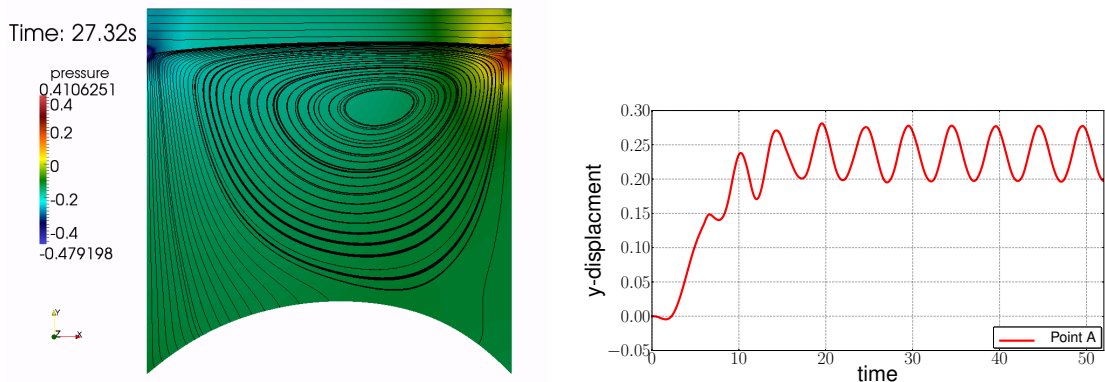 Time: 27.32s
pressure
0.4106251
0.4
0.2
0
-0.2
-0.4
-0.479198
Y
Z
X
0.30
0.25
0.20
0.15
0.10
0.05
0.00
−0.05
y-displacment
0
10
20
30
40
50
time
Point A